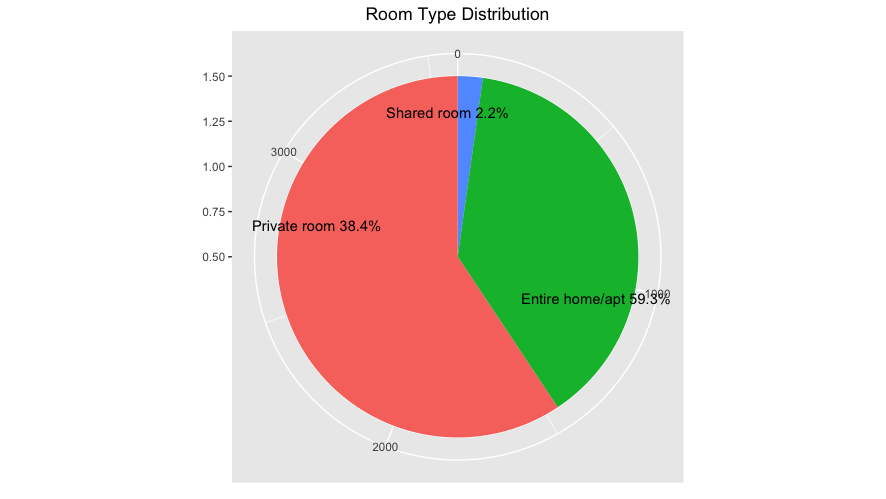 Room Type Distribution
0
1.50
Shared room 2.2%
1.25
3000
1.00
0.75
Private room 38.4%
0.50
1000
Entire home/apt 59.3%
2000